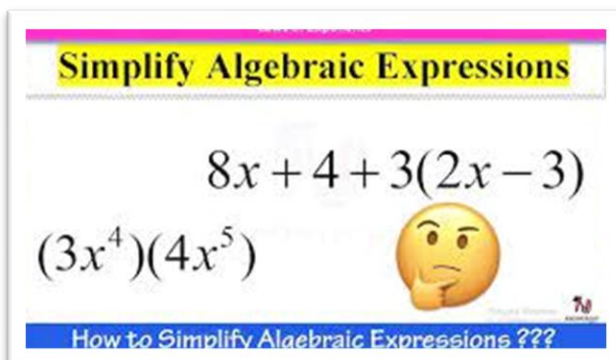 Simplify Algebraic Expressions
8x + 4 + 3(2x − 3)
(3x⁴)(4x⁵)
How to Simplify Algebraic Expressions ???